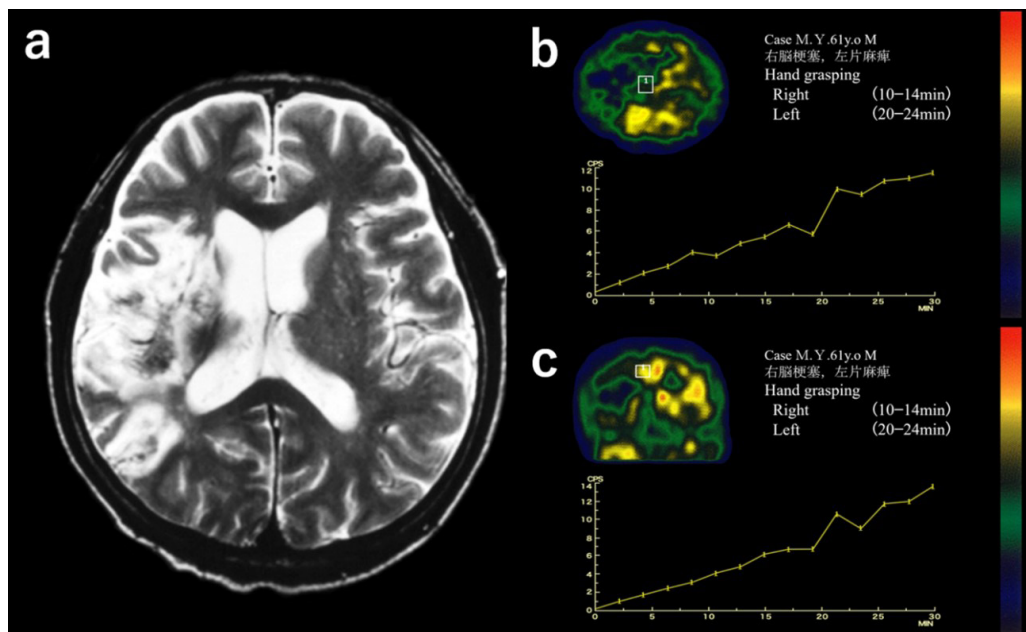 a
b
Case M.Y.61y.o M
右脳梗塞，左片麻痺
Hand grasping
Right (10−14min)
Left (20−24min)
1
CPS
12
10
8
6
4
2
0
0 5 10 15 20 25 30
MIN
c
Case M.Y.61y.o M
右脳梗塞，左片麻痺
Hand grasping
Right (10−14min)
Left (20−24min)
CPS
14
12
10
8
6
4
2
0
0 5 10 15 20 25 30
MIN